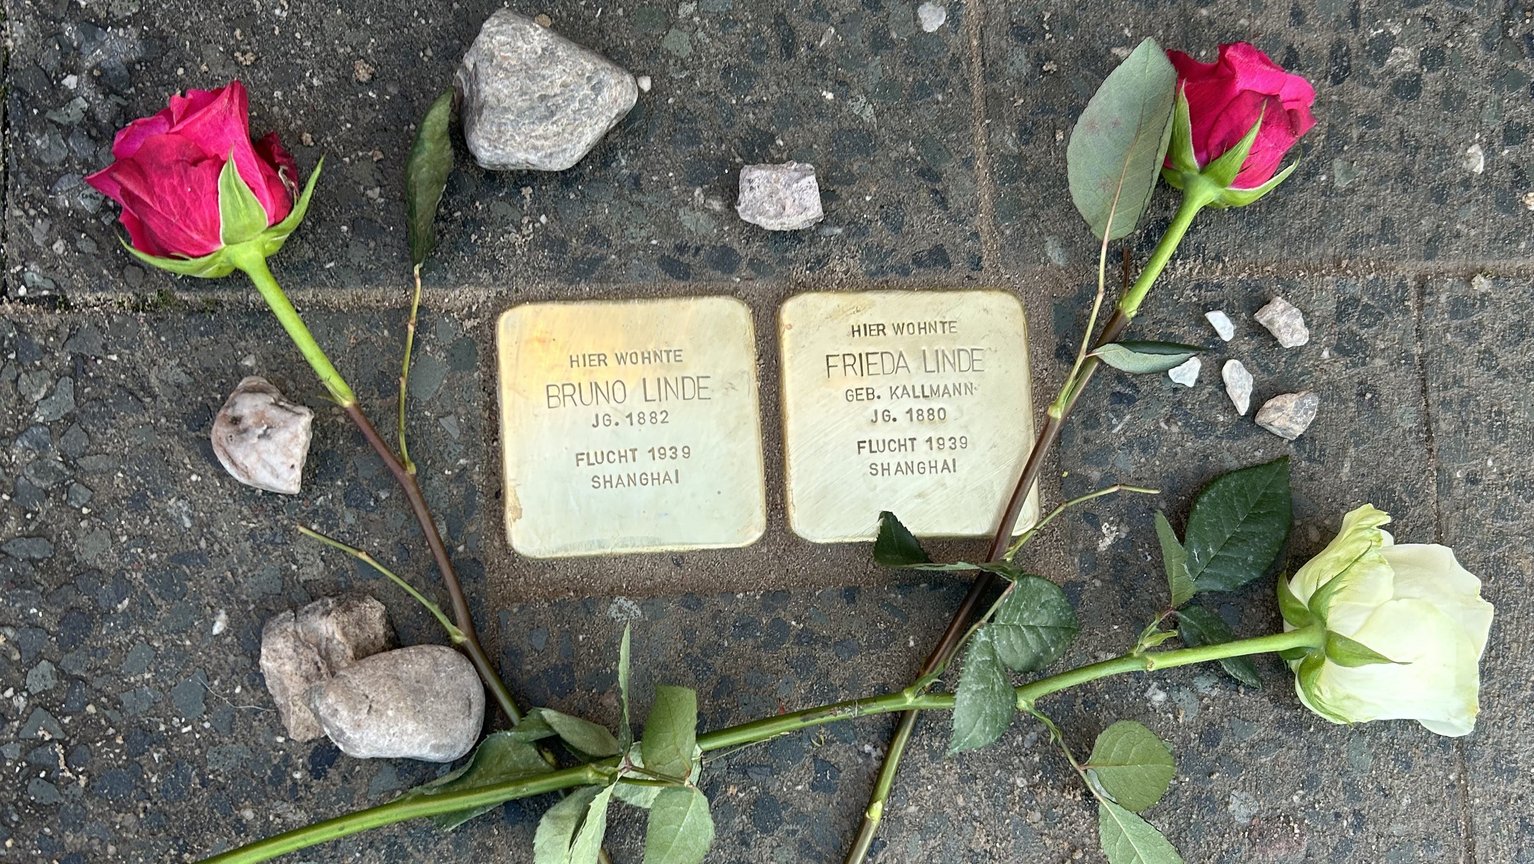 HIER WOHNTE
BRUNO LINDE
JG. 1882
FLUCHT 1939
SHANGHAI
HIER WOHNTE
FRIEDA LINDE
GEB. KALLMANN
JG. 1880
FLUCHT 1939
SHANGHAI